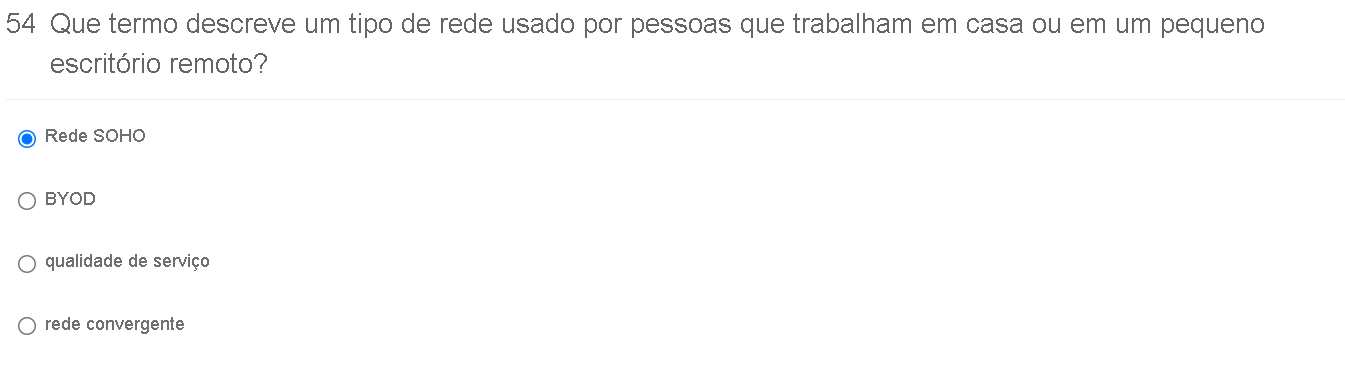 54 Que termo descreve um tipo de rede usado por pessoas que trabalham em casa ou em um pequeno
escritório remoto?
Rede SOHO
BYOD
qualidade de serviço
rede convergente